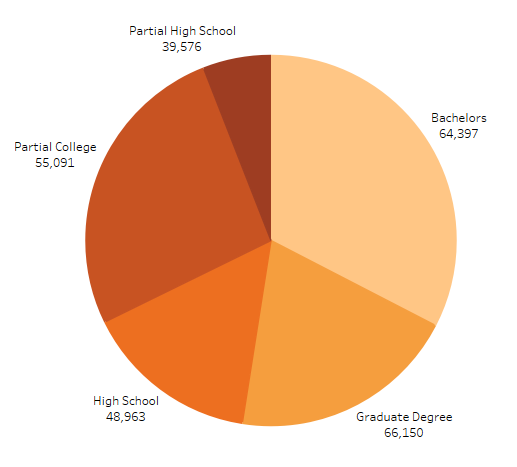 Partial High School
39,576
Bachelors
64,397
Partial College
55,091
High School
48,963
Graduate Degree
66,150